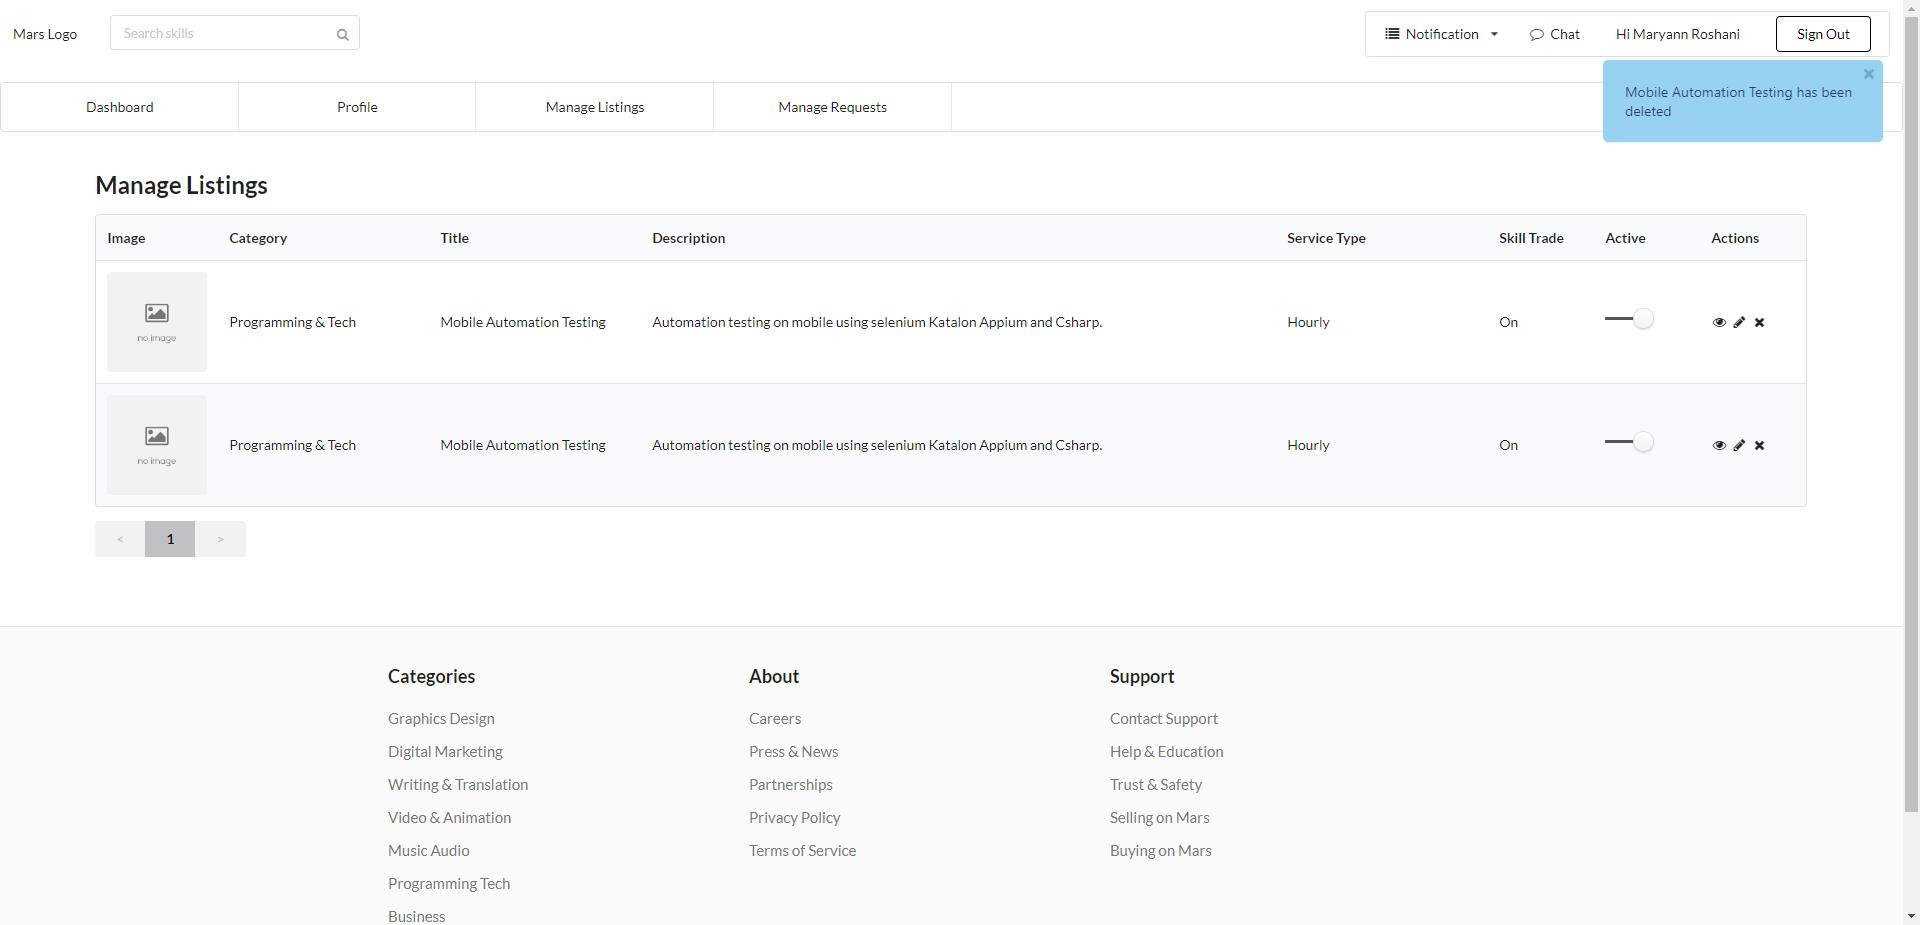 Mars Logo
Search skills
Notification
Chat
Hi Maryann Roshani
Sign Out
Mobile Automation Testing has been
deleted
Dashboard
Profile
Manage Listings
Manage Requests
Manage Listings
Image Category Title Description Service Type Skill Trade Active Actions
no image
Programming & Tech Mobile Automation Testing Automation testing on mobile using selenium Katalon Appium and Csharp. Hourly On
no image
Programming & Tech Mobile Automation Testing Automation testing on mobile using selenium Katalon Appium and Csharp. Hourly On
< 1 >
Categories
Graphics Design
Digital Marketing
Writing & Translation
Video & Animation
Music Audio
Programming Tech
Business
About
Careers
Press & News
Partnerships
Privacy Policy
Terms of Service
Support
Contact Support
Help & Education
Trust & Safety
Selling on Mars
Buying on Mars